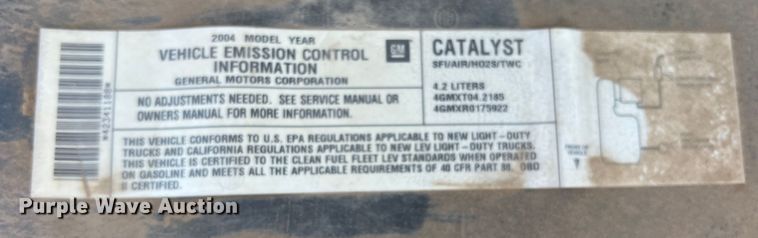 2004 MODEL YEAR
VEHICLE EMISSION CONTROL
INFORMATION
GENERAL MOTORS CORPORATION
GM
NO ADJUSTMENTS NEEDED. SEE SERVICE MANUAL OR
OWNERS MANUAL FOR MORE INFORMATION.
CATALYST
SFI/AIR/HO2S/TWC
4.2 LITERS
4GMXT04.2185
4GMXR0175922
THIS VEHICLE CONFORMS TO U.S. EPA REGULATIONS APPLICABLE TO NEW LIGHT-DUTY
TRUCKS AND CALIFORNIA REGULATIONS APPLICABLE TO NEW LEV LIGHT-DUTY TRUCKS.
THIS VEHICLE IS CERTIFIED TO THE CLEAN FUEL FLEET LEV STANDARDS WHEN OPERATED
ON GASOLINE AND MEETS ALL THE APPLICABLE REQUIREMENTS OF 40 CFR PART 88. OBD
II CERTIFIED.
FRONT OF
VEHICLE
Purple Wave Auction